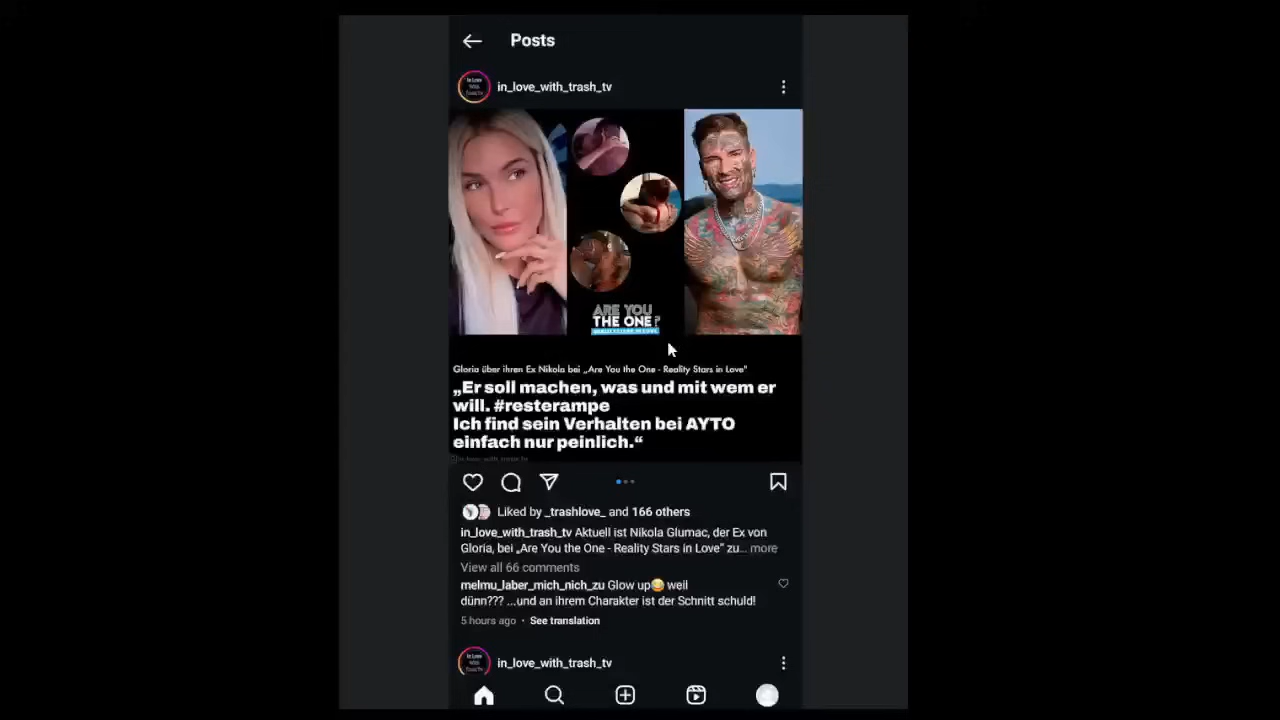 Posts
in_love_with_trash_tv
ARE YOU
THE ONE?
Gloria über ihren Ex Nikola bei „Are You the One - Reality Stars in Love"
„Er soll machen, was und mit wem er
will. #resterampe
Ich find sein Verhalten bei AYTO
einfach nur peinlich.“
Liked by _trashlove_ and 166 others
in_love_with_trash_tv Aktuell ist Nikola Glumac, der Ex von
Gloria, bei „Are You the One - Reality Stars in Love" zu... more
View all 66 comments
melmu_laber_mich_nich_zu Glow up😂 weil
dünn??? ...und an ihrem Charakter ist der Schnitt schuld!
5 hours ago · See translation
in_love_with_trash_tv